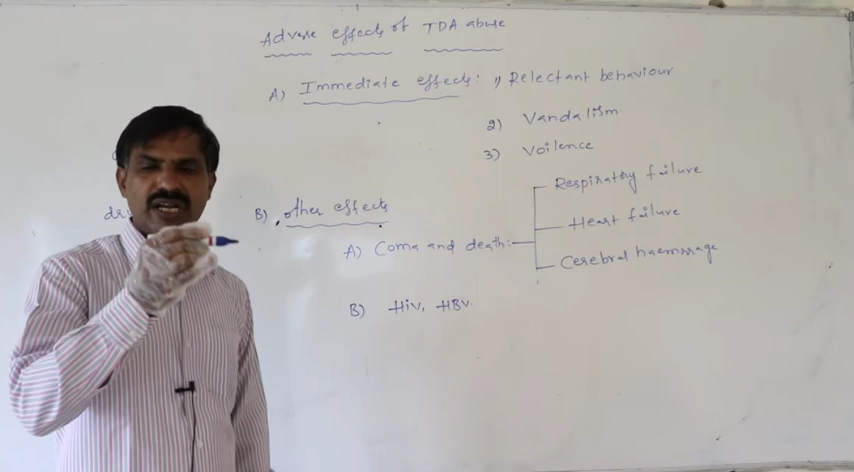 Adverse effects of TDA abuse
A) Immediate effects: 1) Relectant behaviour
2) Vandalism
3) Voilence
B) other effects
A) Coma and death:- Respiratory failure
Heart failure
Cerebral haemrrage
B) HiV, HBV.